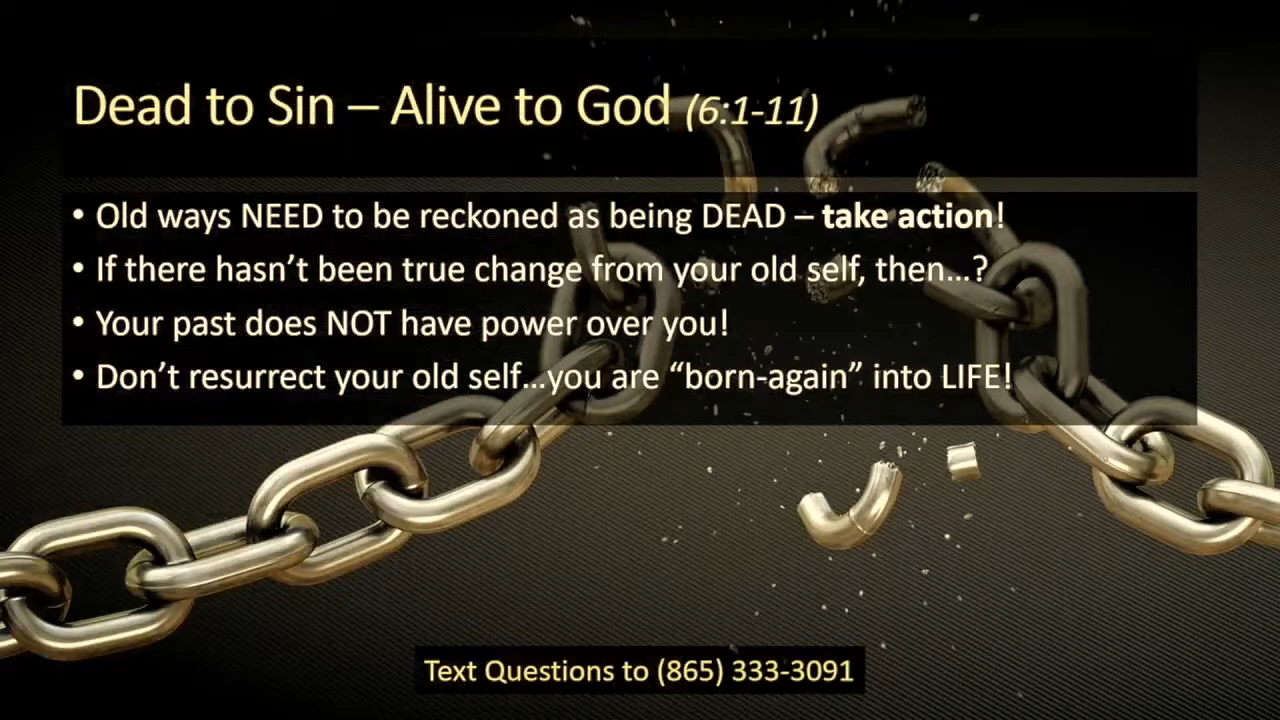 Dead to Sin – Alive to God (6:1-11)
• Old ways NEED to be reckoned as being DEAD – take action!
• If there hasn’t been true change from your old self, then…?
• Your past does NOT have power over you!
• Don’t resurrect your old self…you are “born-again” into LIFE!
Text Questions to (865) 333-3091